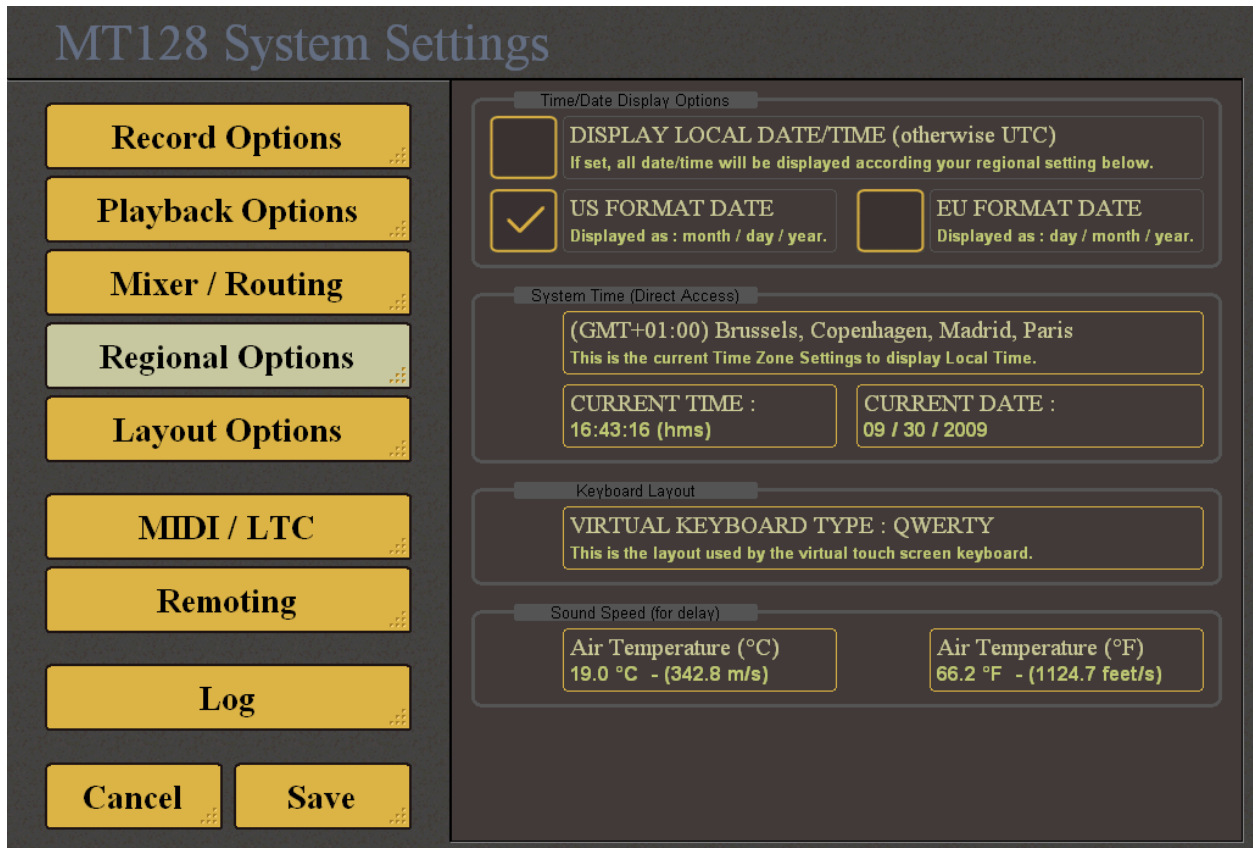 MT128 System Settings
Record Options
Playback Options
Mixer / Routing
Regional Options
Layout Options
MIDI / LTC
Remoting
Log
Cancel
Save
Time/Date Display Options
DISPLAY LOCAL DATE/TIME (otherwise UTC)
If set, all date/time will be displayed according your regional setting below.
US FORMAT DATE
Displayed as : month / day / year.
EU FORMAT DATE
Displayed as : day / month / year.
System Time (Direct Access)
(GMT+01:00) Brussels, Copenhagen, Madrid, Paris
This is the current Time Zone Settings to display Local Time.
CURRENT TIME :
16:43:16 (hms)
CURRENT DATE :
09 / 30 / 2009
Keyboard Layout
VIRTUAL KEYBOARD TYPE : QWERTY
This is the layout used by the virtual touch screen keyboard.
Sound Speed (for delay)
Air Temperature (°C)
19.0 °C - (342.8 m/s)
Air Temperature (°F)
66.2 °F - (1124.7 feet/s)